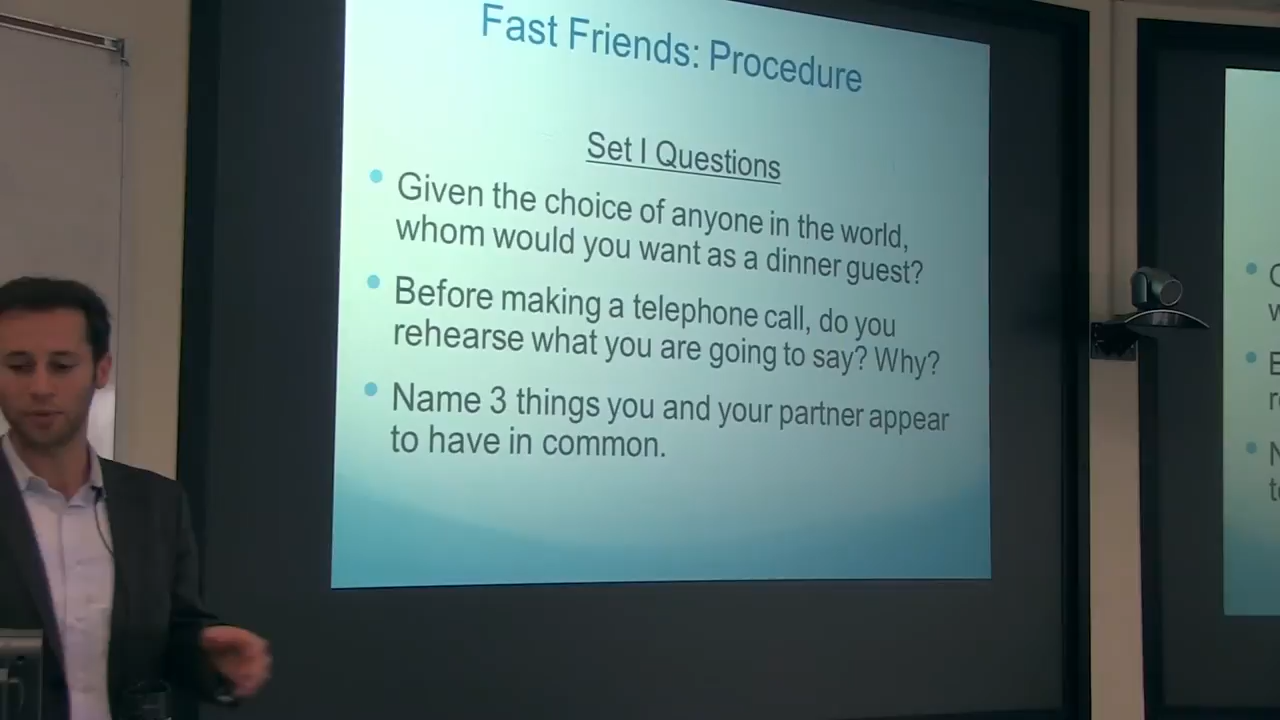 Fast Friends: Procedure
Set I Questions
Given the choice of anyone in the world,
whom would you want as a dinner guest?
Before making a telephone call, do you
rehearse what you are going to say? Why?
Name 3 things you and your partner appear
to have in common.